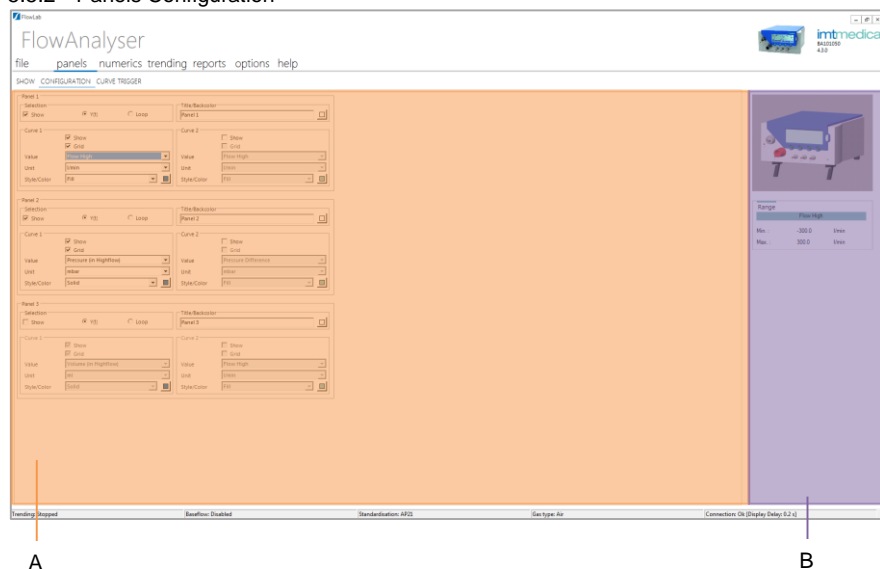 FlowLab
FlowAnalyser
imtmedical
BA101050
4.3.0
file panels numerics trending reports options help
SHOW CONFIGURATION CURVE TRIGGER
Panel 1
Selection Title/Backcolor
Show Y(t) Loop Panel 1
Curve 1 Curve 2
Show Show
Grid Grid
Value Flow High Value Flow High
Unit l/min Unit l/min
Style/Color Fill Style/Color Fill
Panel 2
Selection Title/Backcolor
Show Y(t) Loop Panel 2
Curve 1 Curve 2
Show Show
Grid Grid
Value Pressure (in Highflow) Value Pressure Difference
Unit mbar Unit mbar
Style/Color Solid Style/Color Fill
Panel 3
Selection Title/Backcolor
Show Y(t) Loop Panel 3
Curve 1 Curve 2
Show Show
Grid Grid
Value Volume (in Highflow) Value Flow High
Unit ml Unit l/min
Style/Color Solid Style/Color Fill
Range
Flow High
Min. : -300.0 l/min
Max. : 300.0 l/min
Trending: Stopped Baseflow: Disabled Standardisation: AP21 Gas type: Air Connection: Ok [Display Delay: 0.2 s]
A B